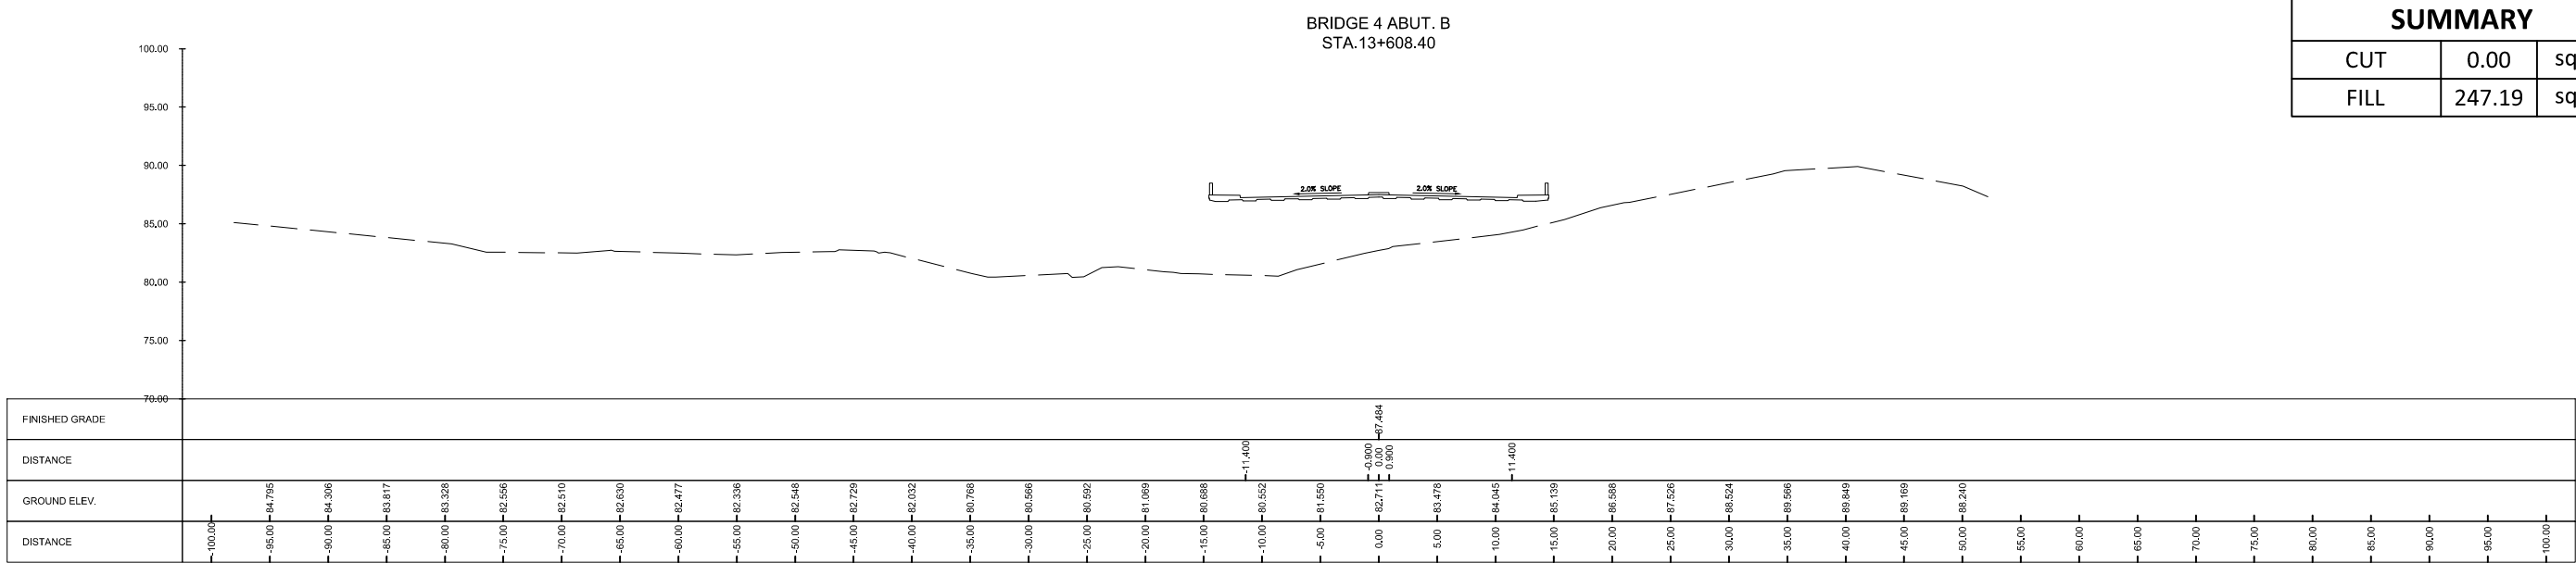 BRIDGE 4 ABUT. B
STA.13+608.40
SUMMARY
CUT 0.00 sq
FILL 247.19 sq
100.00
95.00
90.00
85.00
80.00
75.00
70.00
2.0% SLOPE 2.0% SLOPE
FINISHED GRADE 87.484
DISTANCE -11.400 -0.900 0.00 0.900 11.400
GROUND ELEV. 84.795 84.306 83.817 83.328 82.556 82.510 82.630 82.477 82.336 82.548 82.729 82.032 80.768 80.566 80.592 81.069 80.688 80.552 81.550 82.711 83.478 84.045 85.139 86.588 87.526 88.524 89.566 89.849 89.169 88.240
DISTANCE -100.00 -95.00 -90.00 -85.00 -80.00 -75.00 -70.00 -65.00 -60.00 -55.00 -50.00 -45.00 -40.00 -35.00 -30.00 -25.00 -20.00 -15.00 -10.00 -5.00 0.00 5.00 10.00 15.00 20.00 25.00 30.00 35.00 40.00 45.00 50.00 55.00 60.00 65.00 70.00 75.00 80.00 85.00 90.00 95.00 100.00